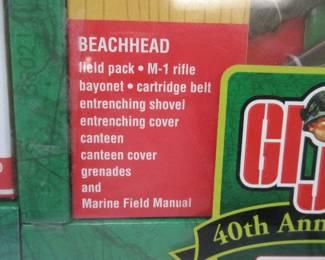 BEACHHEAD
field pack • M-1 rifle
bayonet • cartridge belt
entrenching shovel
entrenching cover
canteen
canteen cover
grenades
and
Marine Field Manual
GI
40th Ann